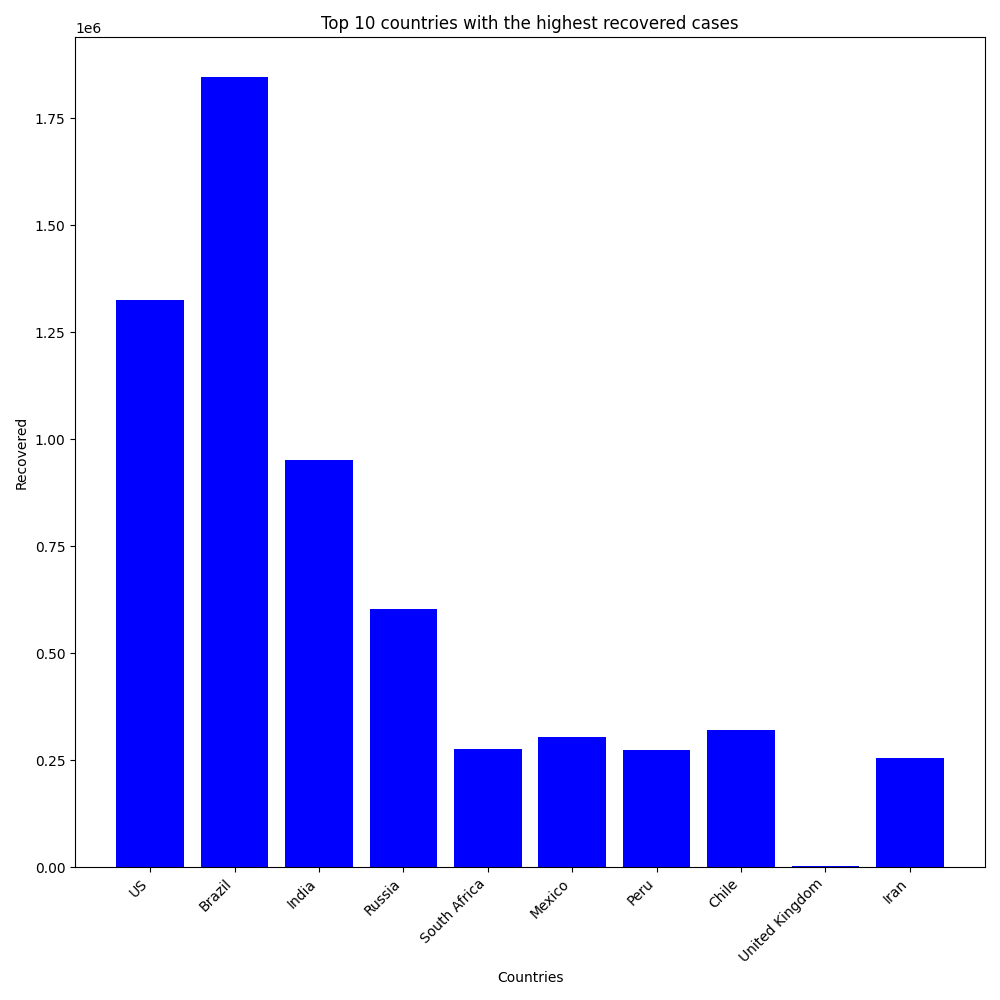 Top 10 countries with the highest recovered cases
1e6
1.75
1.50
1.25
1.00
0.75
0.50
0.25
0.00
Recovered
US
Brazil
India
Russia
South Africa
Mexico
Peru
Chile
United Kingdom
Iran
Countries